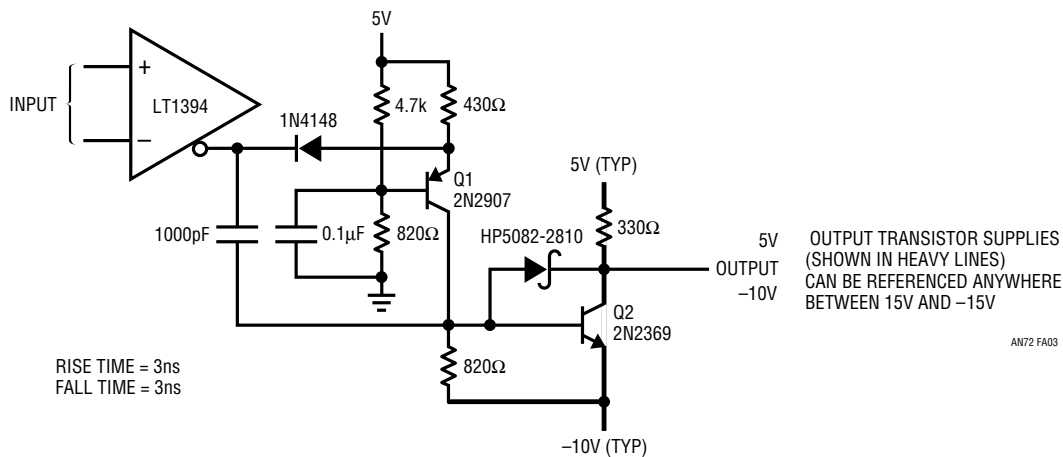 5V
+
INPUT
LT1394
–
1N4148
4.7k
430Ω
Q1
2N2907
1000pF
0.1µF
820Ω
HP5082-2810
5V (TYP)
330Ω
5V
OUTPUT
–10V
OUTPUT TRANSISTOR SUPPLIES
(SHOWN IN HEAVY LINES)
CAN BE REFERENCED ANYWHERE
BETWEEN 15V AND –15V
Q2
2N2369
AN72 FA03
820Ω
RISE TIME = 3ns
FALL TIME = 3ns
–10V (TYP)